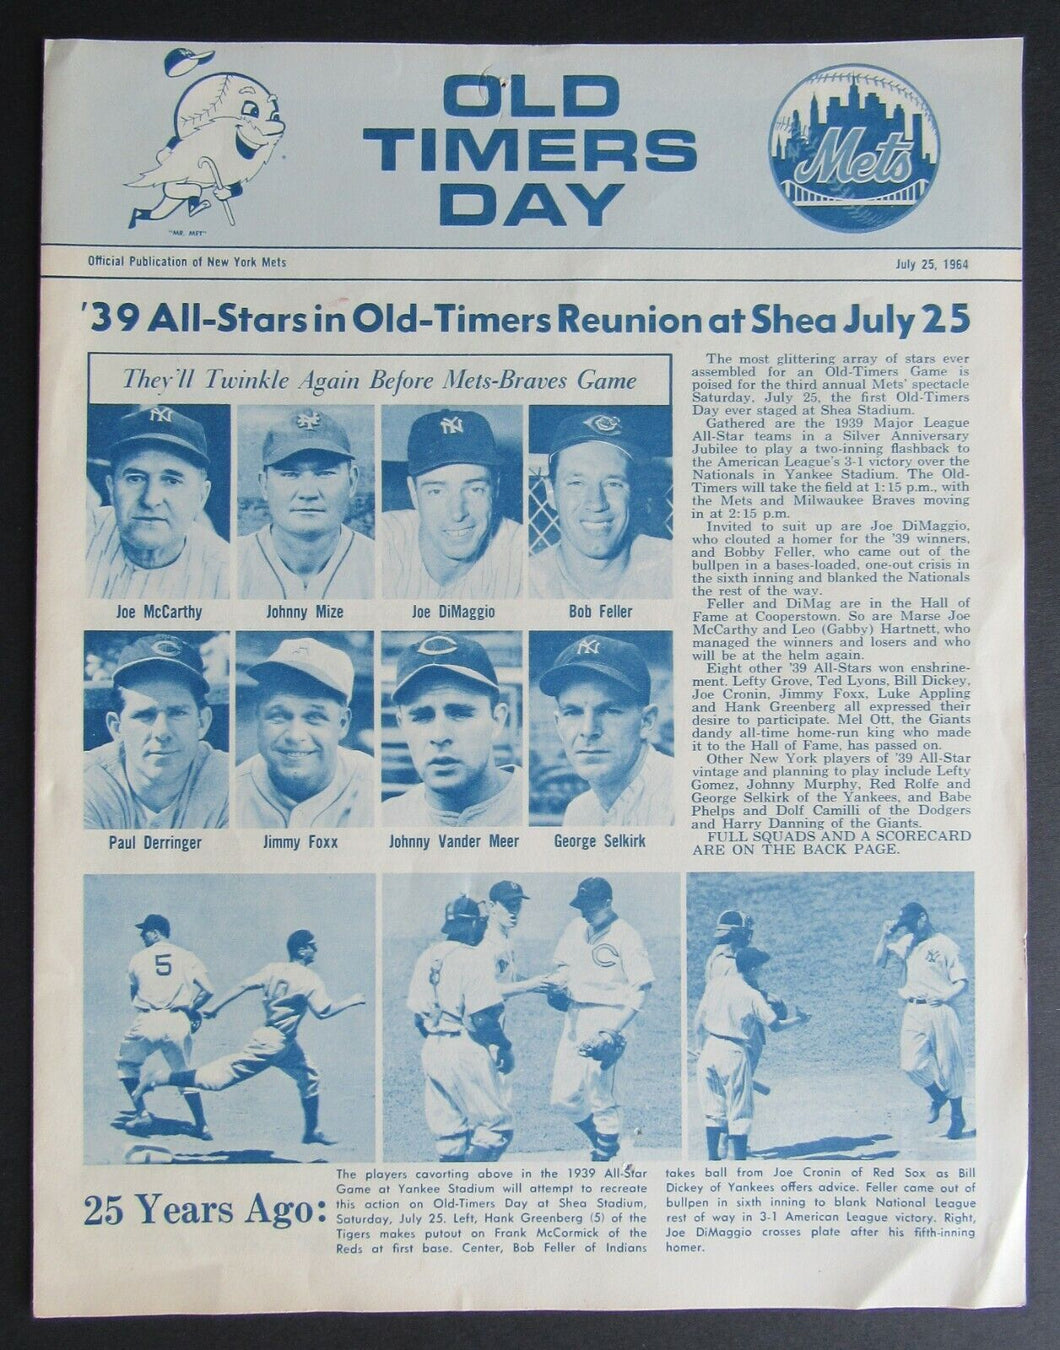 OLD
TIMERS
DAY
"MR. MET"
Mets
Official Publication of New York Mets
July 25, 1964
'39 All-Stars in Old-Timers Reunion at Shea July 25
They'll Twinkle Again Before Mets-Braves Game
Joe McCarthy
Johnny Mize
Joe DiMaggio
Bob Feller
Paul Derringer
Jimmy Foxx
Johnny Vander Meer
George Selkirk
The most glittering array of stars ever
assembled for an Old-Timers Game is
poised for the third annual Mets' spectacle
Saturday, July 25, the first Old-Timers
Day ever staged at Shea Stadium.
Gathered are the 1939 Major League
All-Star teams in a Silver Anniversary
Jubilee to play a two-inning flashback to
the American League's 3-1 victory over the
Nationals in Yankee Stadium. The Old
Timers will take the field at 1:15 p.m., with
the Mets and Milwaukee Braves moving
in at 2:15 p.m.
Invited to suit up are Joe DiMaggio,
who clouted a homer for the '39 winners,
and Bobby Feller, who came out of the
bullpen in a bases-loaded, one-out crisis in
the sixth inning and blanked the Nationals
the rest of the way.
Feller and DiMag are in the Hall of
Fame at Cooperstown. So are Marse Joe
McCarthy and Leo (Gabby) Hartnett, who
managed the winners and losers and who
will be at the helm again.
Eight other '39 All-Stars won enshrine-
ment. Lefty Grove, Ted Lyons, Bill Dickey,
Joe Cronin, Jimmy Foxx, Luke Appling
and Hank Greenberg all expressed their
desire to participate. Mel Ott, the Giants
dandy all-time home-run king who made
it to the Hall of Fame, has passed on.
Other New York players of '39 All-Star
vintage and planning to play include Lefty
Gomez, Johnny Murphy, Red Rolfe and
George Selkirk of the Yankees, and Babe
Phelps and Dolf Camilli of the Dodgers
and Harry Danning of the Giants.
FULL SQUADS AND A SCORECARD
ARE ON THE BACK PAGE.
5
10
8
C
25 Years Ago:
The players cavorting above in the 1939 All-Star
Game at Yankee Stadium will attempt to recreate
this action on Old-Timers Day at Shea Stadium,
Saturday, July 25. Left, Hank Greenberg (5) of the
Tigers makes putout on Frank McCormick of the
Reds at first base. Center, Bob Feller of Indians
takes ball from Joe Cronin of Red Sox as Bill
Dickey of Yankees offers advice. Feller came out of
bullpen in sixth inning to blank National League
rest of way in 3-1 American League victory. Right,
Joe DiMaggio crosses plate after his fifth-inning
homer.